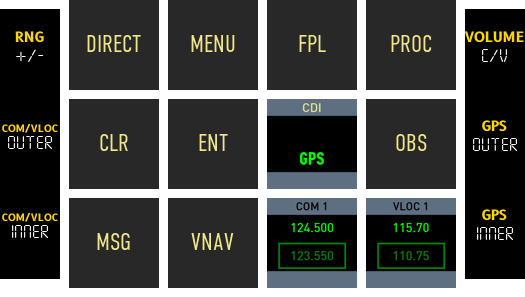 RNG
+/-
DIRECT
MENU
FPL
PROC
VOLUME
C/V
COM/VLOC
OUTER
CLR
ENT
CDI
GPS
OBS
GPS
OUTER
COM/VLOC
INNER
MSG
VNAV
COM 1
124.500
123.550
VLOC 1
115.70
110.75
GPS
INNER